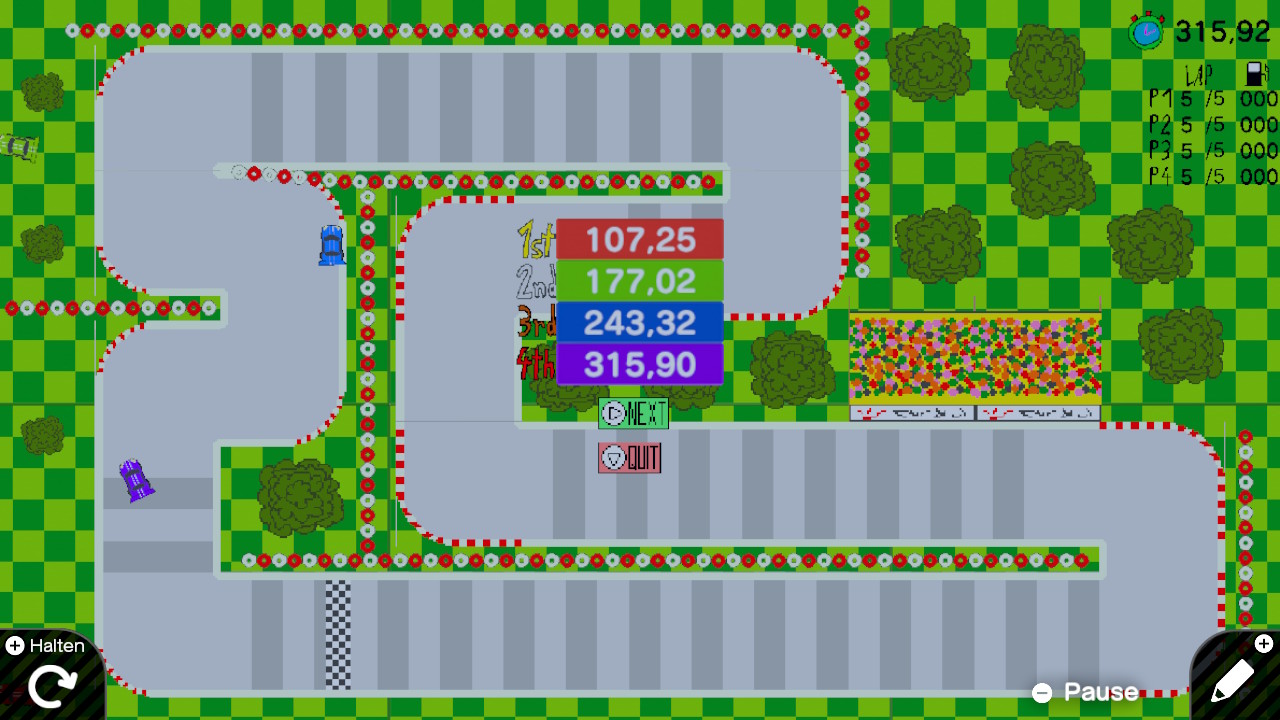 315,92
LAP
P1 5 /5 000
P2 5 /5 000
P3 5 /5 000
P4 5 /5 000
1st 107,25
2nd 177,02
3rd 243,32
4th 315,90
NEXT
QUIT
Halten
Pause